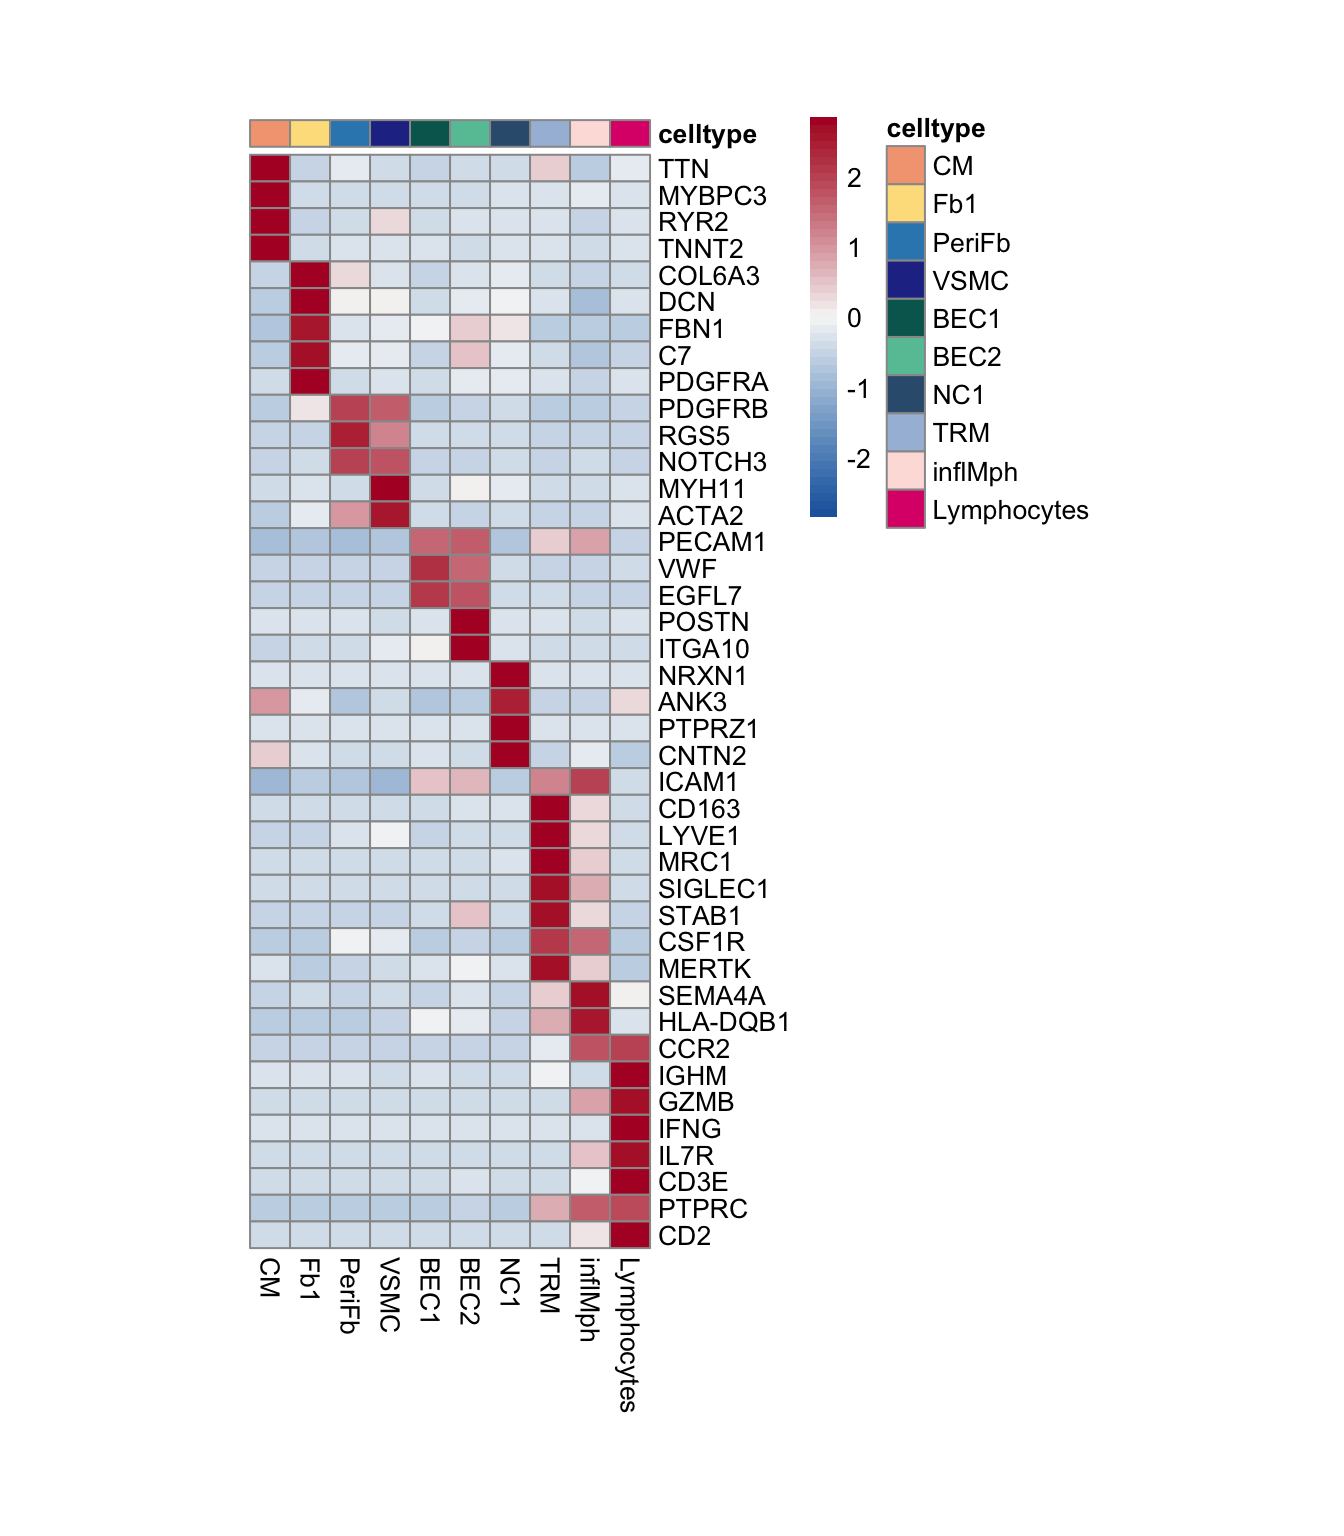 celltype
TTN
MYBPC3
RYR2
TNNT2
COL6A3
DCN
FBN1
C7
PDGFRA
PDGFRB
RGS5
NOTCH3
MYH11
ACTA2
PECAM1
VWF
EGFL7
POSTN
ITGA10
NRXN1
ANK3
PTPRZ1
CNTN2
ICAM1
CD163
LYVE1
MRC1
SIGLEC1
STAB1
CSF1R
MERTK
SEMA4A
HLA-DQB1
CCR2
IGHM
GZMB
IFNG
IL7R
CD3E
PTPRC
CD2
CM
Fb1
PeriFb
VSMC
BEC1
BEC2
NC1
TRM
inflMph
Lymphocytes
2
1
0
-1
-2
celltype
CM
Fb1
PeriFb
VSMC
BEC1
BEC2
NC1
TRM
inflMph
Lymphocytes